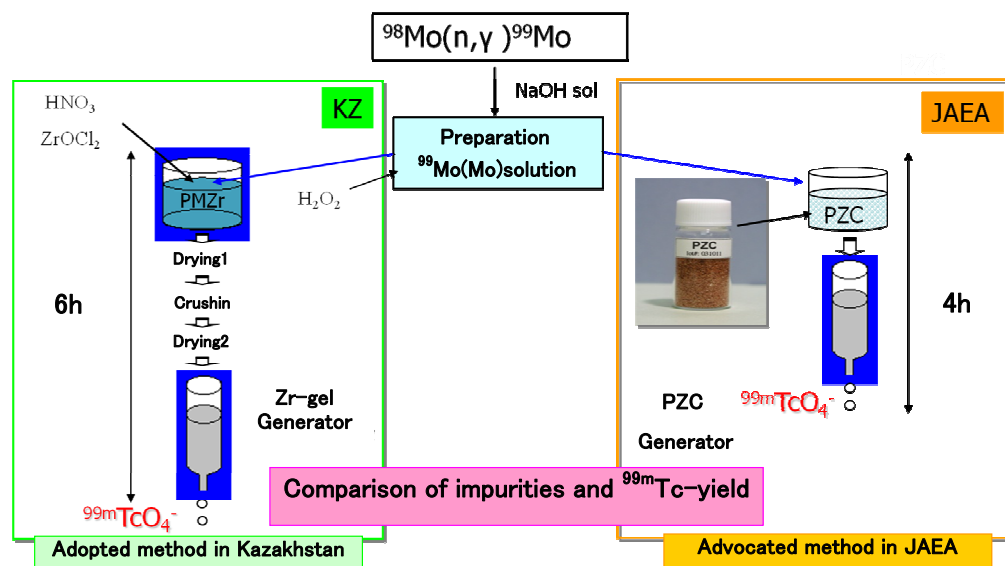 ⁹⁸Mo(n,γ)⁹⁹Mo
NaOH sol
Preparation
⁹⁹Mo(Mo)solution
H₂O₂
KZ
HNO₃
ZrOCl₂
PMZr
Drying1
Crushin
Drying2
6h
Zr-gel
Generator
⁹⁹ᵐTcO₄⁻
Adopted method in Kazakhstan
JAEA
PZC
PZC
4h
⁹⁹ᵐTcO₄⁻
PZC
Generator
Comparison of impurities and ⁹⁹ᵐTc-yield
Advocated method in JAEA